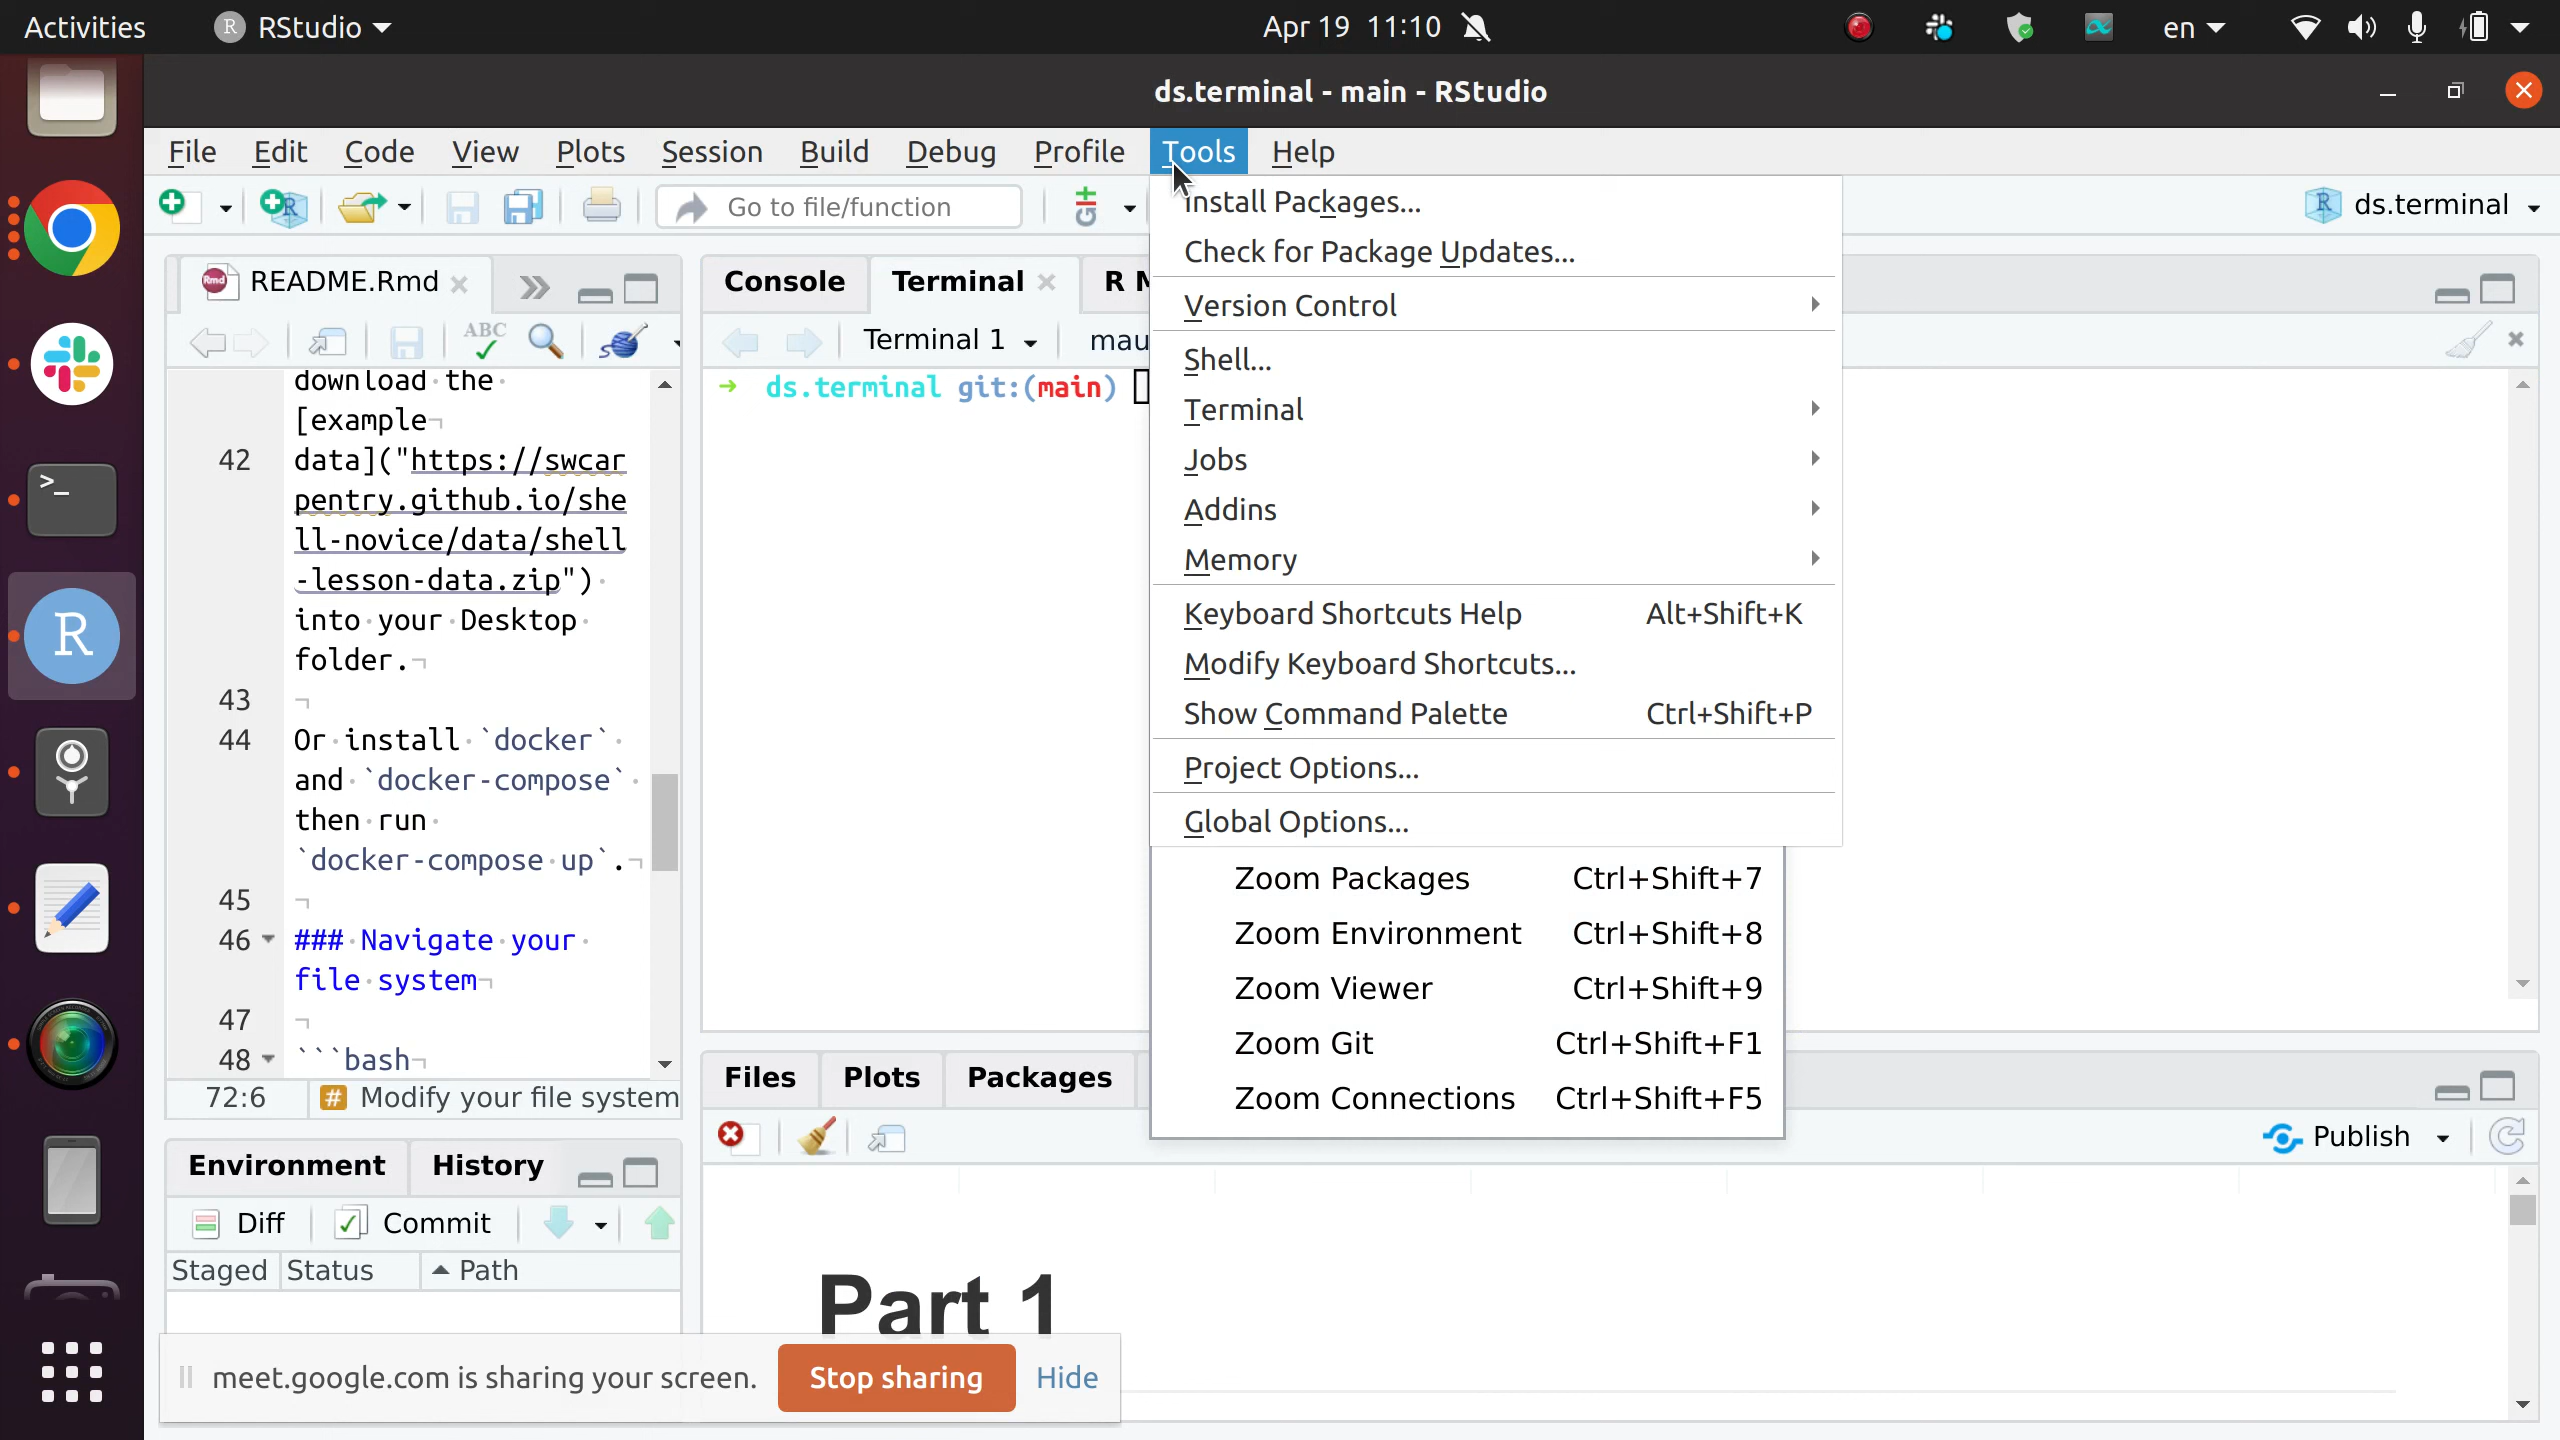 Activities
RStudio
Apr 19 11:10
en
ds.terminal - main - RStudio
File Edit Code View Plots Session Build Debug Profile Tools Help
Go to file/function
ds.terminal
README.Rmd
ABC
download the
[example
42 data]("https://swcar
pentry.github.io/she
ll-novice/data/shell
-lesson-data.zip")
into your Desktop
folder.
43
44 Or install `docker`
and `docker-compose`
then run
`docker-compose up`.
45
46 ### Navigate your
file system
47
48 ```bash
72:6 # Modify your file system
Environment History
Diff Commit
Staged Status Path
Console Terminal R M
Terminal 1 mau
➜ ds.terminal git:(main)
Install Packages...
Check for Package Updates...
Version Control
Shell...
Terminal
Jobs
Addins
Memory
Keyboard Shortcuts Help Alt+Shift+K
Modify Keyboard Shortcuts...
Show Command Palette Ctrl+Shift+P
Project Options...
Global Options...
Zoom Packages Ctrl+Shift+7
Zoom Environment Ctrl+Shift+8
Zoom Viewer Ctrl+Shift+9
Zoom Git Ctrl+Shift+F1
Zoom Connections Ctrl+Shift+F5
Files Plots Packages
Publish
Part 1
meet.google.com is sharing your screen. Stop sharing Hide